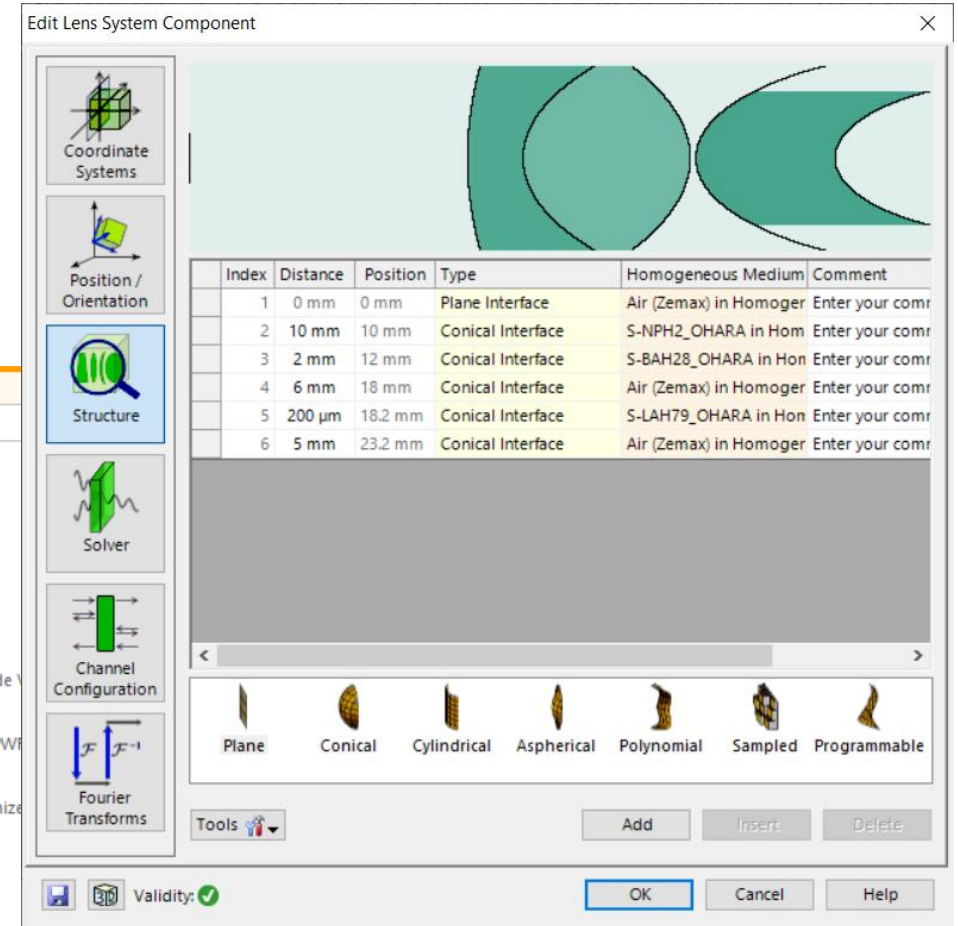 Edit Lens System Component
Coordinate
Systems
Position /
Orientation
Structure
Solver
Channel
Configuration
F F⁻¹
Fourier
Transforms
Index Distance Position Type Homogeneous Medium Comment
1 0 mm 0 mm Plane Interface Air (Zemax) in Homoger Enter your comr
2 10 mm 10 mm Conical Interface S-NPH2_OHARA in Hom Enter your comr
3 2 mm 12 mm Conical Interface S-BAH28_OHARA in Hon Enter your comr
4 6 mm 18 mm Conical Interface Air (Zemax) in Homoger Enter your comr
5 200 µm 18.2 mm Conical Interface S-LAH79_OHARA in Hon Enter your comr
6 5 mm 23.2 mm Conical Interface Air (Zemax) in Homoger Enter your comr
Plane Conical Cylindrical Aspherical Polynomial Sampled Programmable
Tools Add Insert Delete
3D Validity: OK Cancel Help